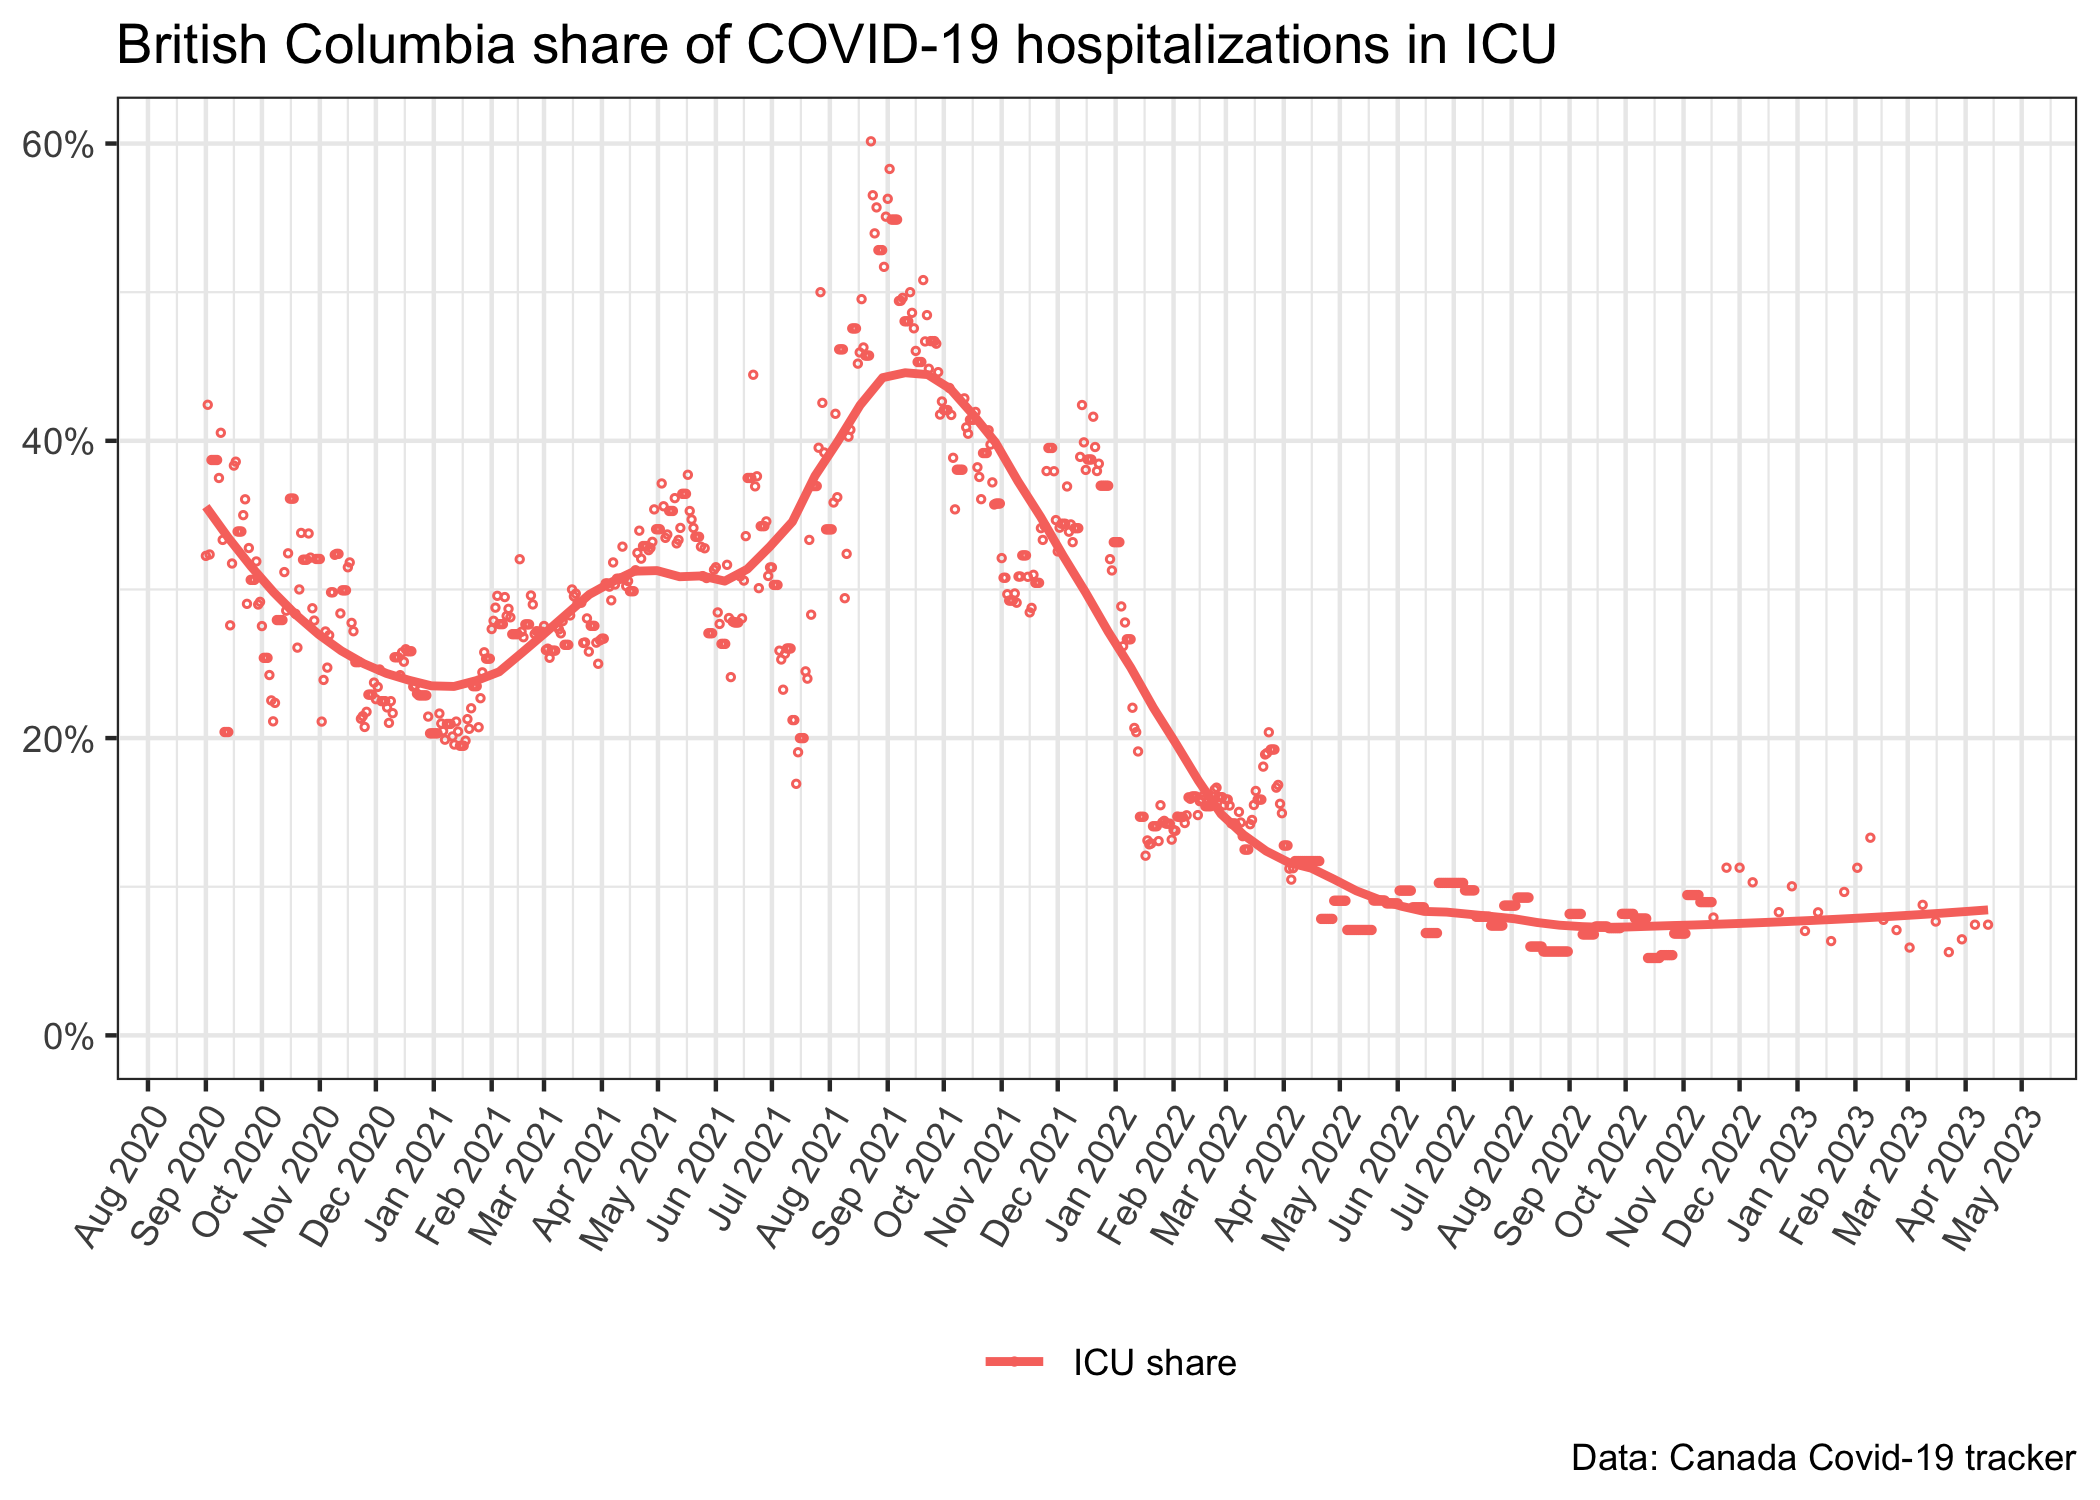 British Columbia share of COVID-19 hospitalizations in ICU
60%
40%
20%
0%
Aug 2020
Sep 2020
Oct 2020
Nov 2020
Dec 2020
Jan 2021
Feb 2021
Mar 2021
Apr 2021
May 2021
Jun 2021
Jul 2021
Aug 2021
Sep 2021
Oct 2021
Nov 2021
Dec 2021
Jan 2022
Feb 2022
Mar 2022
Apr 2022
May 2022
Jun 2022
Jul 2022
Aug 2022
Sep 2022
Oct 2022
Nov 2022
Dec 2022
Jan 2023
Feb 2023
Mar 2023
Apr 2023
May 2023
ICU share
Data: Canada Covid-19 tracker